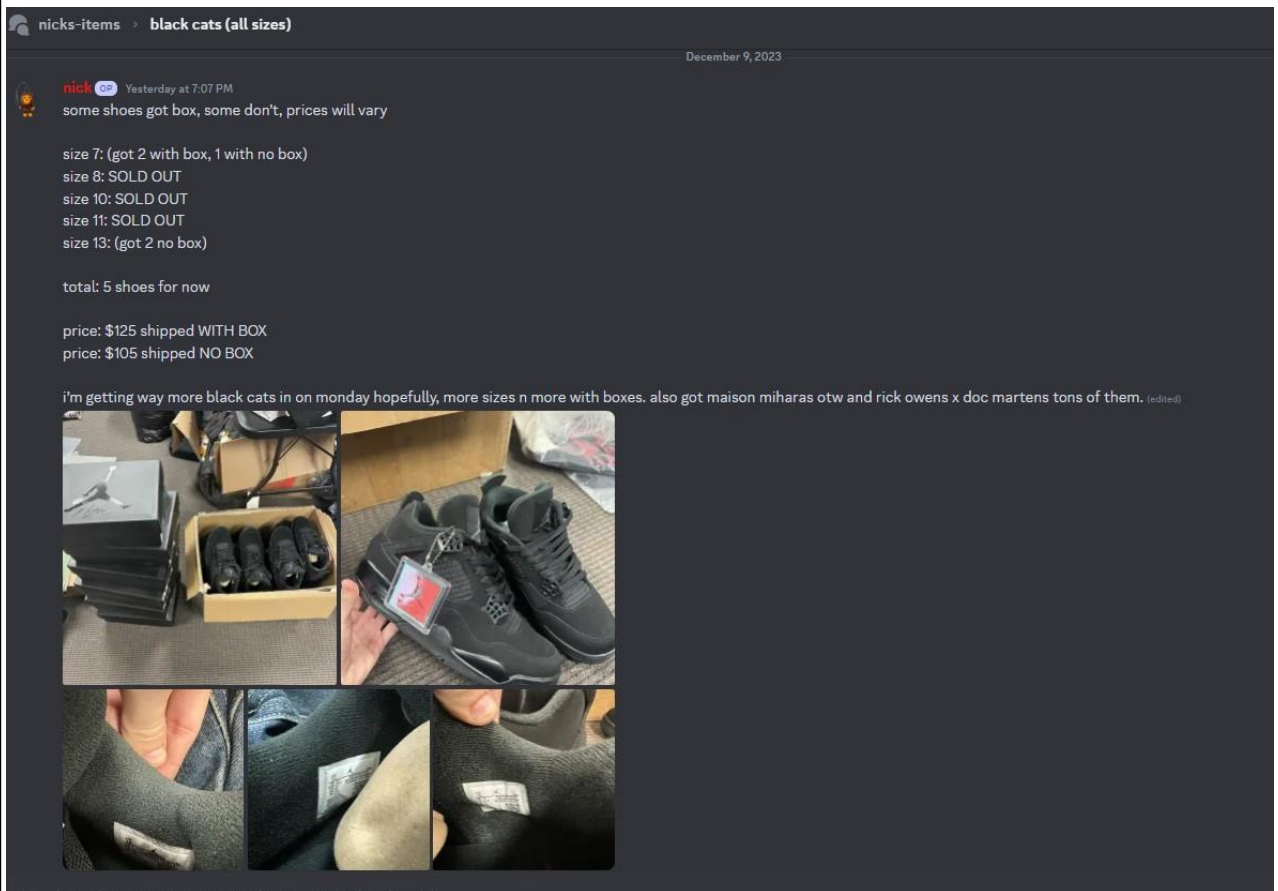 nicks-items › black cats (all sizes)
December 9, 2023
nick OP Yesterday at 7:07 PM
some shoes got box, some don't, prices will vary
size 7: (got 2 with box, 1 with no box)
size 8: SOLD OUT
size 10: SOLD OUT
size 11: SOLD OUT
size 13: (got 2 no box)
total: 5 shoes for now
price: $125 shipped WITH BOX
price: $105 shipped NO BOX
i'm getting way more black cats in on monday hopefully, more sizes n more with boxes. also got maison miharas otw and rick owens x doc martens tons of them. (edited)